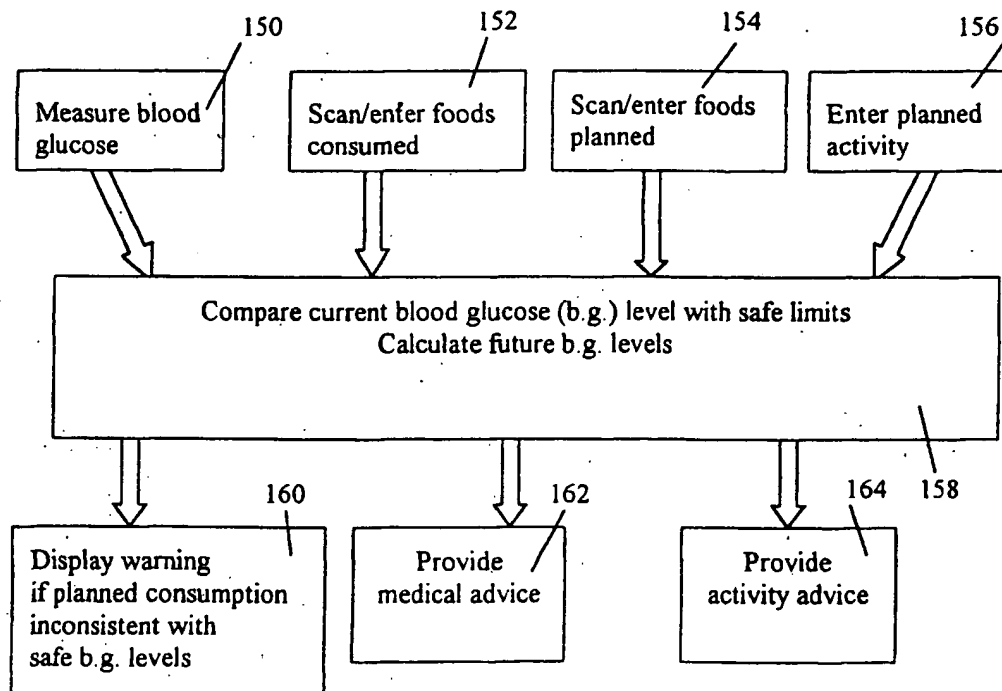 150
152
154
156
Measure blood
glucose
Scan/enter foods
consumed
Scan/enter foods
planned
Enter planned
activity
Compare current blood glucose (b.g.) level with safe limits
Calculate future b.g. levels
158
160
162
164
Display warning
if planned consumption
inconsistent with
safe b.g. levels
Provide
medical advice
Provide
activity advice